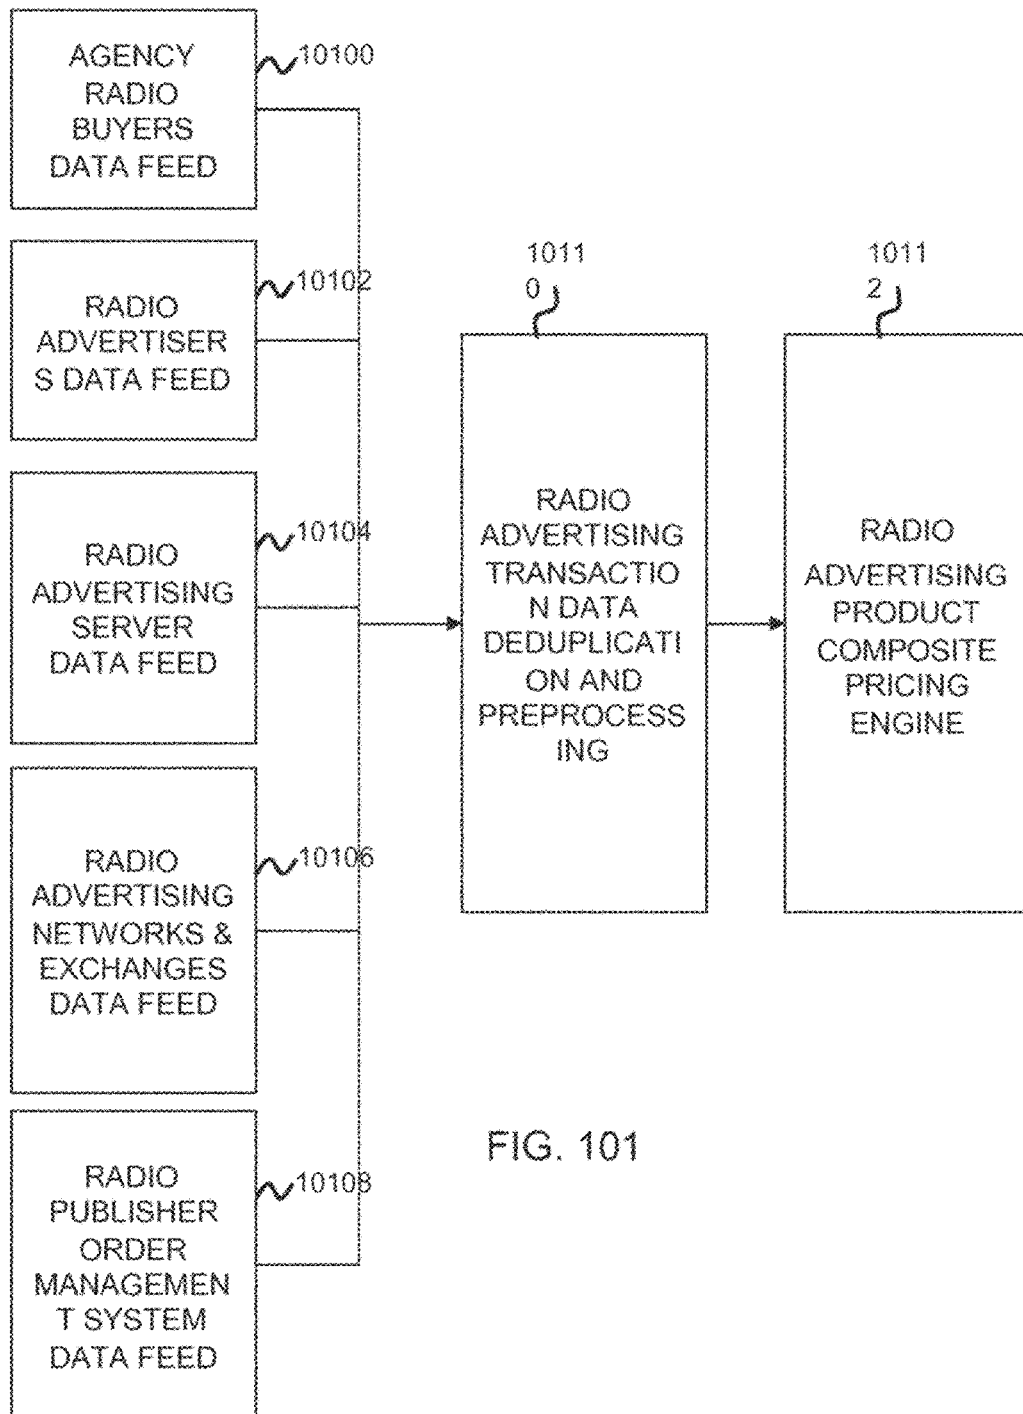 AGENCY
RADIO
BUYERS
DATA FEED
10100
RADIO
ADVERTISER
S DATA FEED
10102
RADIO
ADVERTISING
SERVER
DATA FEED
10104
RADIO
ADVERTISING
NETWORKS &
EXCHANGES
DATA FEED
10106
RADIO
PUBLISHER
ORDER
MANAGEMEN
T SYSTEM
DATA FEED
10108
1011
0
RADIO
ADVERTISING
TRANSACTIO
N DATA
DEDUPLICATI
ON AND
PREPROCESS
ING
1011
2
RADIO
ADVERTISING
PRODUCT
COMPOSITE
PRICING
ENGINE
FIG. 101